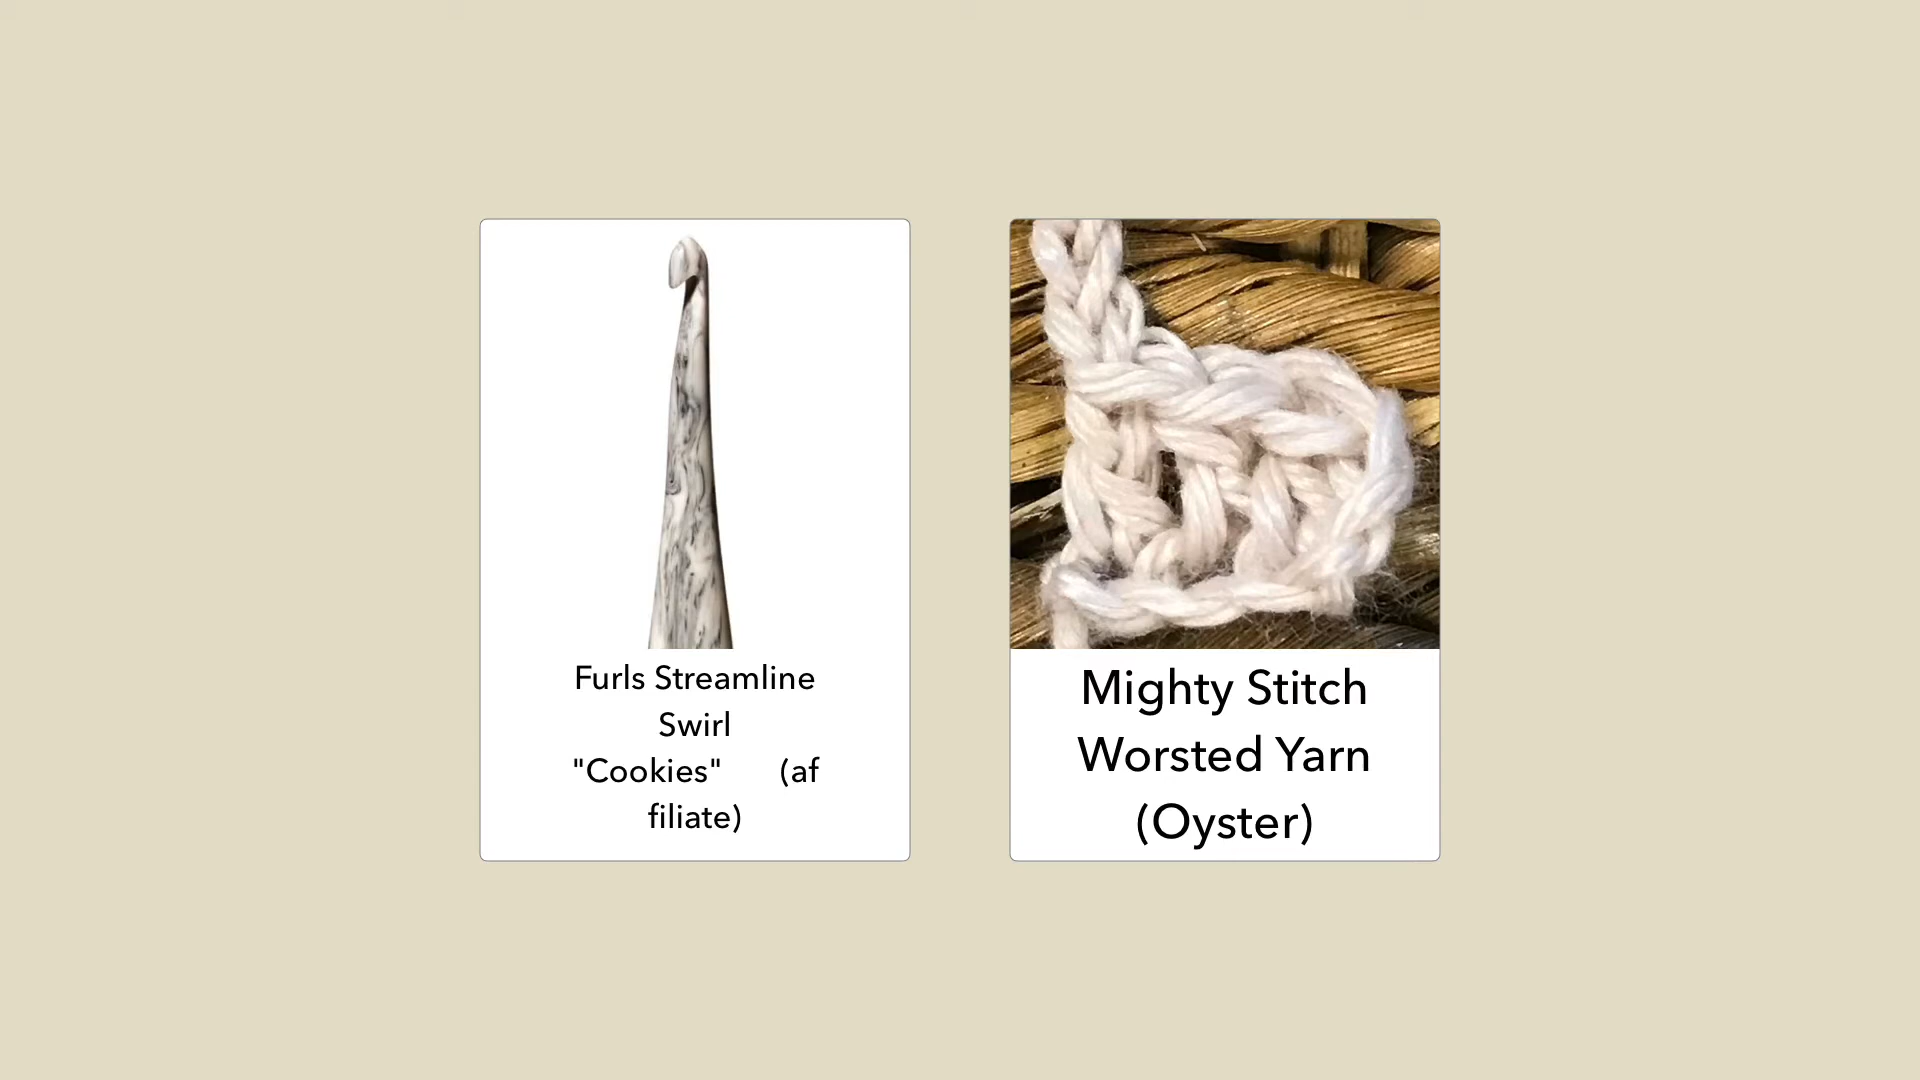 Furls Streamline
Swirl
"Cookies" (af
filiate)
Mighty Stitch
Worsted Yarn
(Oyster)